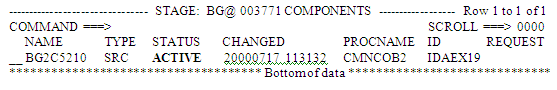 ---------------------------- STAGE: BG@ 003771 COMPONENTS ----------------- Row 1 to 1 of 1
COMMAND ===> SCROLL ===> 0000
NAME TYPE STATUS CHANGED PROCNAME ID REQUEST
__ BG2C5210 SRC ACTIVE 20000717 113132 CMNCOB2 IDAEX19
************************************ Bottom of data ************************************